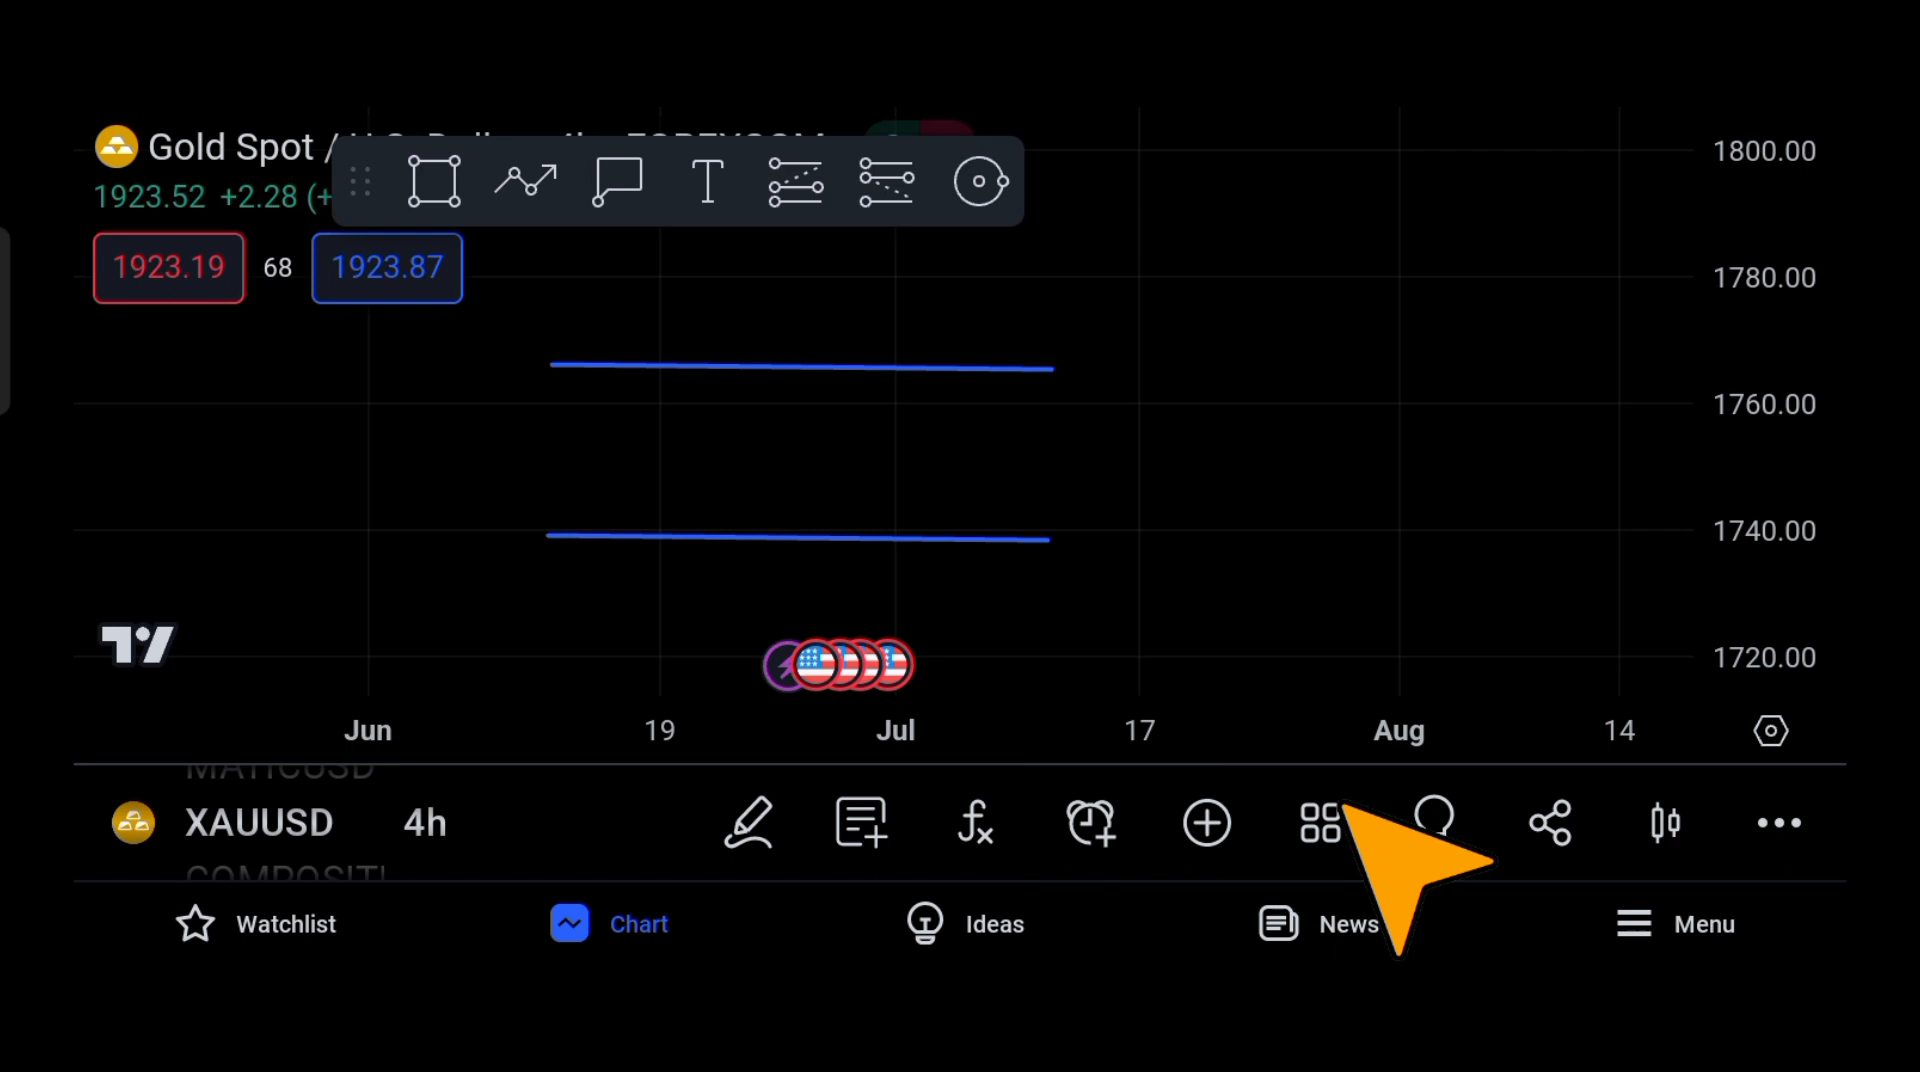 Gold Spot /
1923.52 +2.28 (+
1923.19 68 1923.87
T
1800.00
1780.00
1760.00
1740.00
1720.00
Jun 19 Jul 17 Aug 14
MATICUSD
XAUUSD 4h
Watchlist Chart Ideas News Menu